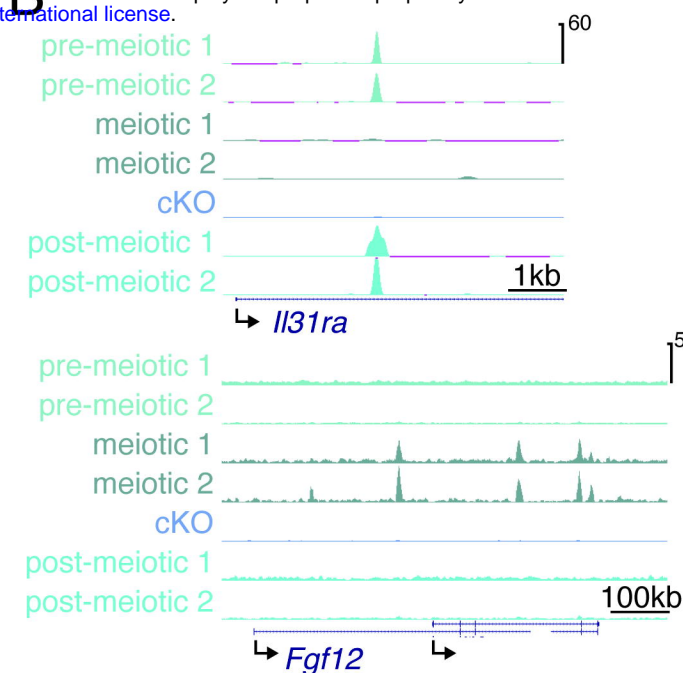 B
ternational license.
60
pre-meiotic 1
pre-meiotic 2
meiotic 1
meiotic 2
cKO
post-meiotic 1
post-meiotic 2
1kb
Il31ra
5
pre-meiotic 1
pre-meiotic 2
meiotic 1
meiotic 2
cKO
post-meiotic 1
post-meiotic 2
100kb
Fgf12